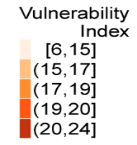 Vulnerability
Index
[6,15]
(15,17]
(17,19]
(19,20]
(20,24]